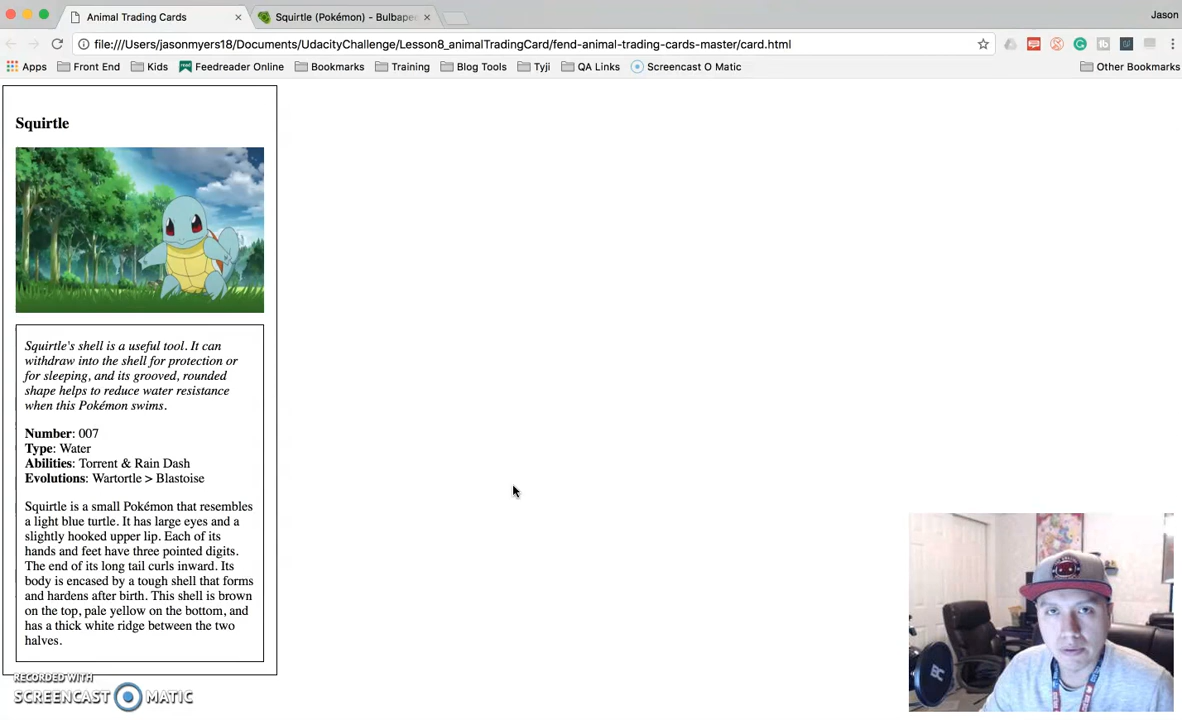 Animal Trading Cards
Squirtle (Pokémon) - Bulbape
Jason
file:///Users/jasonmyers18/Documents/UdacityChallenge/Lesson8_animalTradingCard/fend-animal-trading-cards-master/card.html
Apps Front End Kids Feedreader Online Bookmarks Training Blog Tools Tyji QA Links Screencast O Matic Other Bookmarks
Squirtle
Squirtle's shell is a useful tool. It can
withdraw into the shell for protection or
for sleeping, and its grooved, rounded
shape helps to reduce water resistance
when this Pokémon swims.
Number: 007
Type: Water
Abilities: Torrent & Rain Dash
Evolutions: Wartortle > Blastoise
Squirtle is a small Pokémon that resembles
a light blue turtle. It has large eyes and a
slightly hooked upper lip. Each of its
hands and feet have three pointed digits.
The end of its long tail curls inward. Its
body is encased by a tough shell that forms
and hardens after birth. This shell is brown
on the top, pale yellow on the bottom, and
has a thick white ridge between the two
halves.
RECORDED WITH
SCREENCAST MATIC